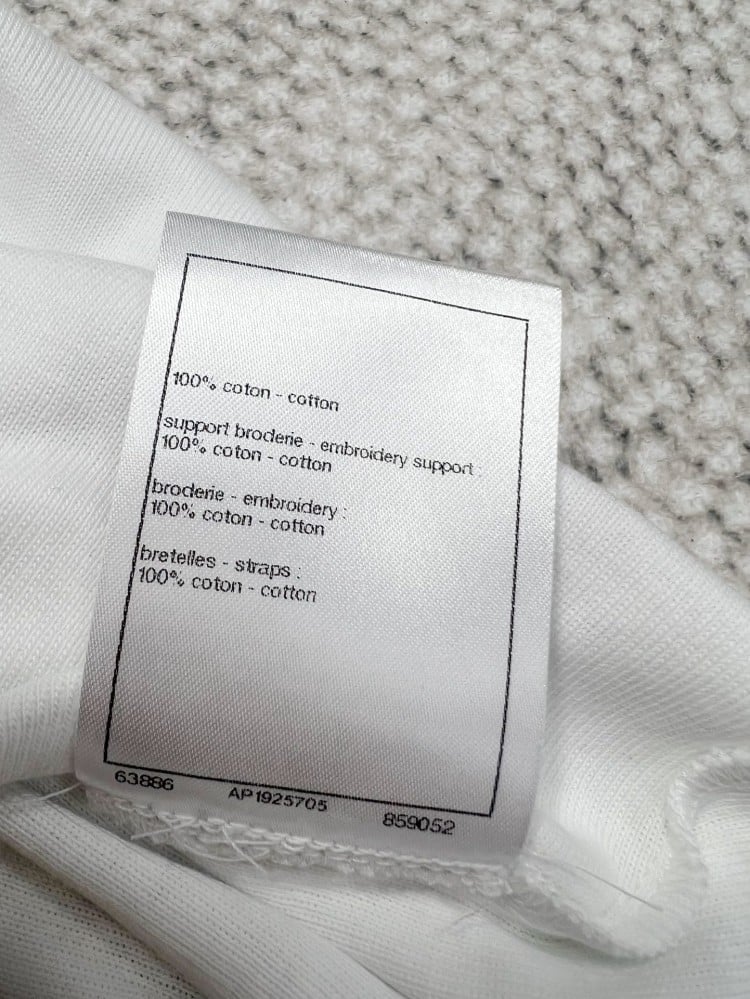 100% coton - cotton
support broderie - embroidery support :
100% coton - cotton
broderie - embroidery :
100% coton - cotton
bretelles - straps :
100% coton - cotton
63886 AP1925705 859052